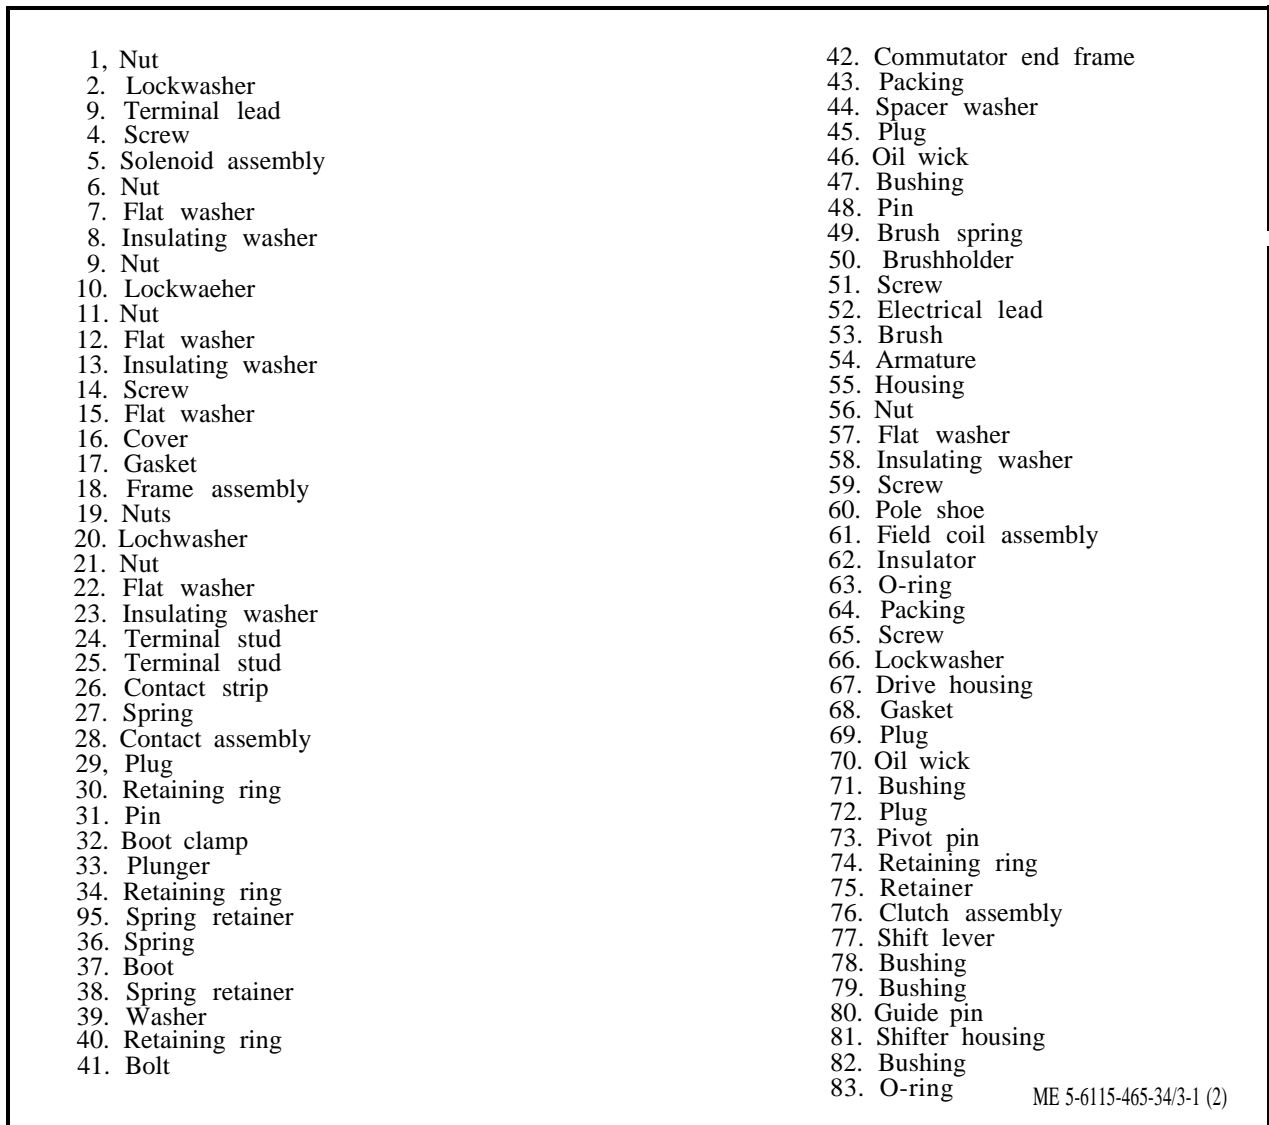 1, Nut
2. Lockwasher
9. Terminal lead
4. Screw
5. Solenoid assembly
6. Nut
7. Flat washer
8. Insulating washer
9. Nut
10. Lockwaeher
11. Nut
12. Flat washer
13. Insulating washer
14. Screw
15. Flat washer
16. Cover
17. Gasket
18. Frame assembly
19. Nuts
20. Lochwasher
21. Nut
22. Flat washer
23. Insulating washer
24. Terminal stud
25. Terminal stud
26. Contact strip
27. Spring
28. Contact assembly
29, Plug
30. Retaining ring
31. Pin
32. Boot clamp
33. Plunger
34. Retaining ring
95. Spring retainer
36. Spring
37. Boot
38. Spring retainer
39. Washer
40. Retaining ring
41. Bolt
42. Commutator end frame
43. Packing
44. Spacer washer
45. Plug
46. Oil wick
47. Bushing
48. Pin
49. Brush spring
50. Brushholder
51. Screw
52. Electrical lead
53. Brush
54. Armature
55. Housing
56. Nut
57. Flat washer
58. Insulating washer
59. Screw
60. Pole shoe
61. Field coil assembly
62. Insulator
63. O-ring
64. Packing
65. Screw
66. Lockwasher
67. Drive housing
68. Gasket
69. Plug
70. Oil wick
71. Bushing
72. Plug
73. Pivot pin
74. Retaining ring
75. Retainer
76. Clutch assembly
77. Shift lever
78. Bushing
79. Bushing
80. Guide pin
81. Shifter housing
82. Bushing
83. O-ring
ME 5-6115-465-34/3-1 (2)